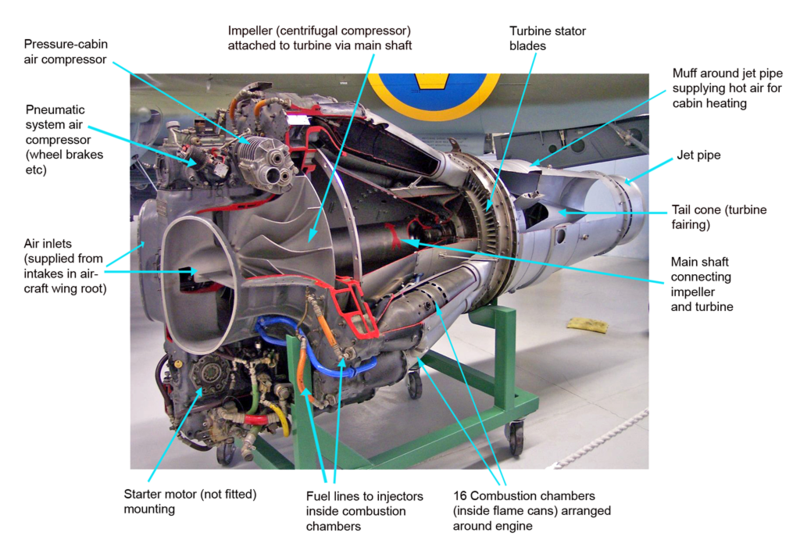 Impeller (centrifugal compressor)
attached to turbine via main shaft
Turbine stator
blades
Pressure-cabin
air compressor
Muff around jet pipe
supplying hot air for
cabin heating
Pneumatic
system air
compressor
(wheel brakes
etc)
Jet pipe
Tail cone (turbine
fairing)
Air inlets
(supplied from
intakes in air-
craft wing root)
Main shaft
connecting
impeller
and turbine
Starter motor (not fitted)
mounting
Fuel lines to injectors
inside combustion
chambers
16 Combustion chambers
(inside flame cans) arranged
around engine